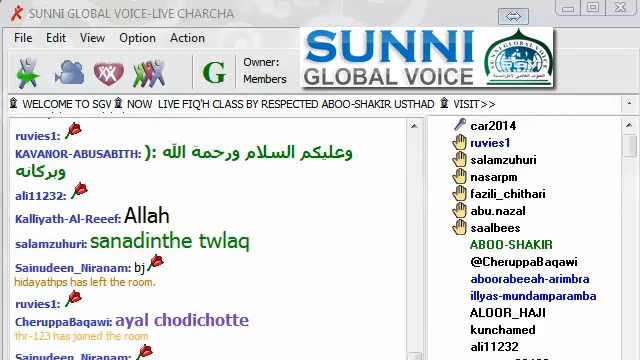 SUNNI GLOBAL VOICE-LIVE CHARCHA
File Edit View Option Action
SUNNI
GLOBAL VOICE
G
Owner:
Members
WELCOME TO SGV NOW LIVE FIQ'H CLASS BY RESPECTED ABOO-SHAKIR USTHAD VISIT>>
ruvies1:
KAVANOR-ABUSABITH: ): وعليكم السلام ورحمة الله
وبركاته
ali11232:
Kalliyath-Al-Reeef: Allah
salamzuhuri: sanadinthe twlaq
Sainudeen_Niranam: bj
hidayathps has left the room.
ruvies1:
CheruppaBaqawi: ayal chodichotte
thr-123 has joined the room
Sainudeen_Niranam:
car2014
ruvies1
salamzuhuri
nasarpm
fazili_chithari
abu.nazal
saalbees
ABOO-SHAKIR
@CheruppaBaqawi
aboorabeeah-arimbra
illyas-mundamparamba
ALOOR_HAJI
kunchamed
ali11232